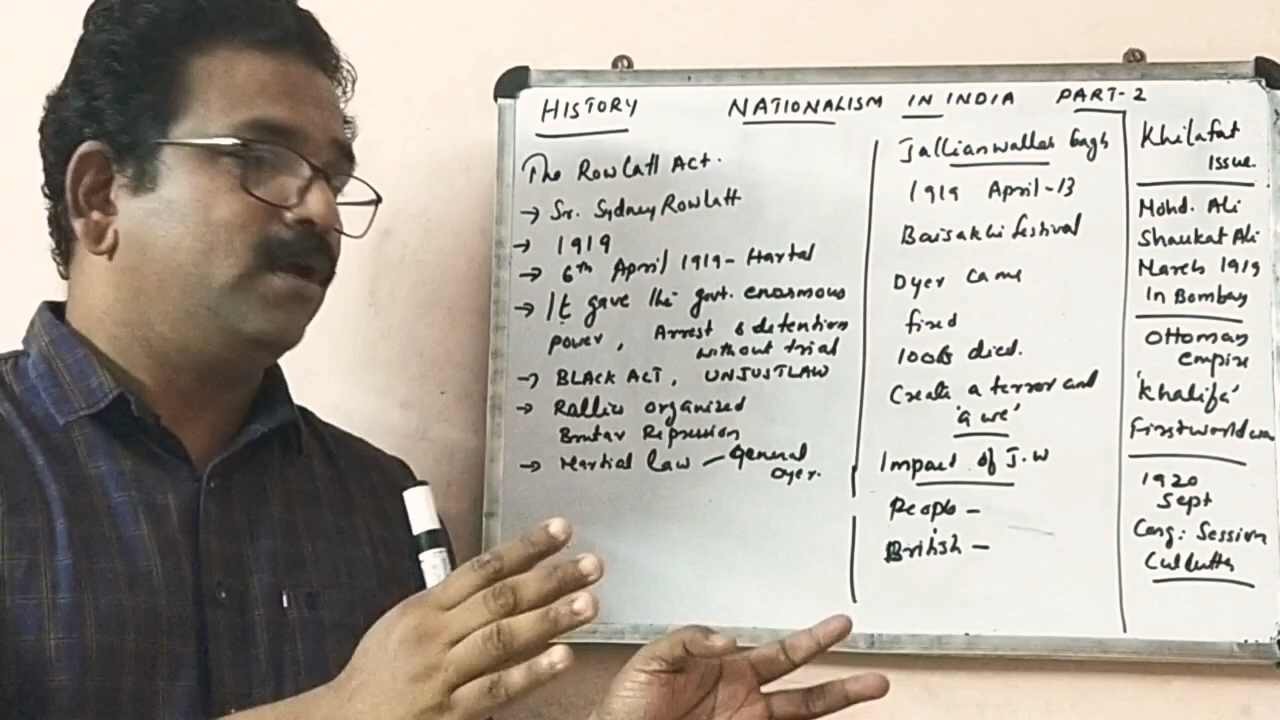 HISTORY NATIONALISM IN INDIA PART-2
The Rowlatt Act.
→ Sr. Sydney Rowlatt
→ 1919
→ 6th April 1919 - Hartal
→ It gave the govt. enormous
power, Arrest & detention
without trial
→ BLACK ACT, UNJUST LAW
→ Rallies organized
Brutav Repression
→ Martial law - General
Dyer.
Jallianwallah bagh
1919 April-13
Baisakhi festival
Dyer came
fired
100s died.
Create a terror and
'awe'
Impact of J.W
People -
British -
Khilafat
Issue.
Mohd. Ali
Shaukat Ali
March 1919
In Bombay
Ottoman
empire
'Khalifa'
First world war
1920
Sept
Cong: Session
Calcutta